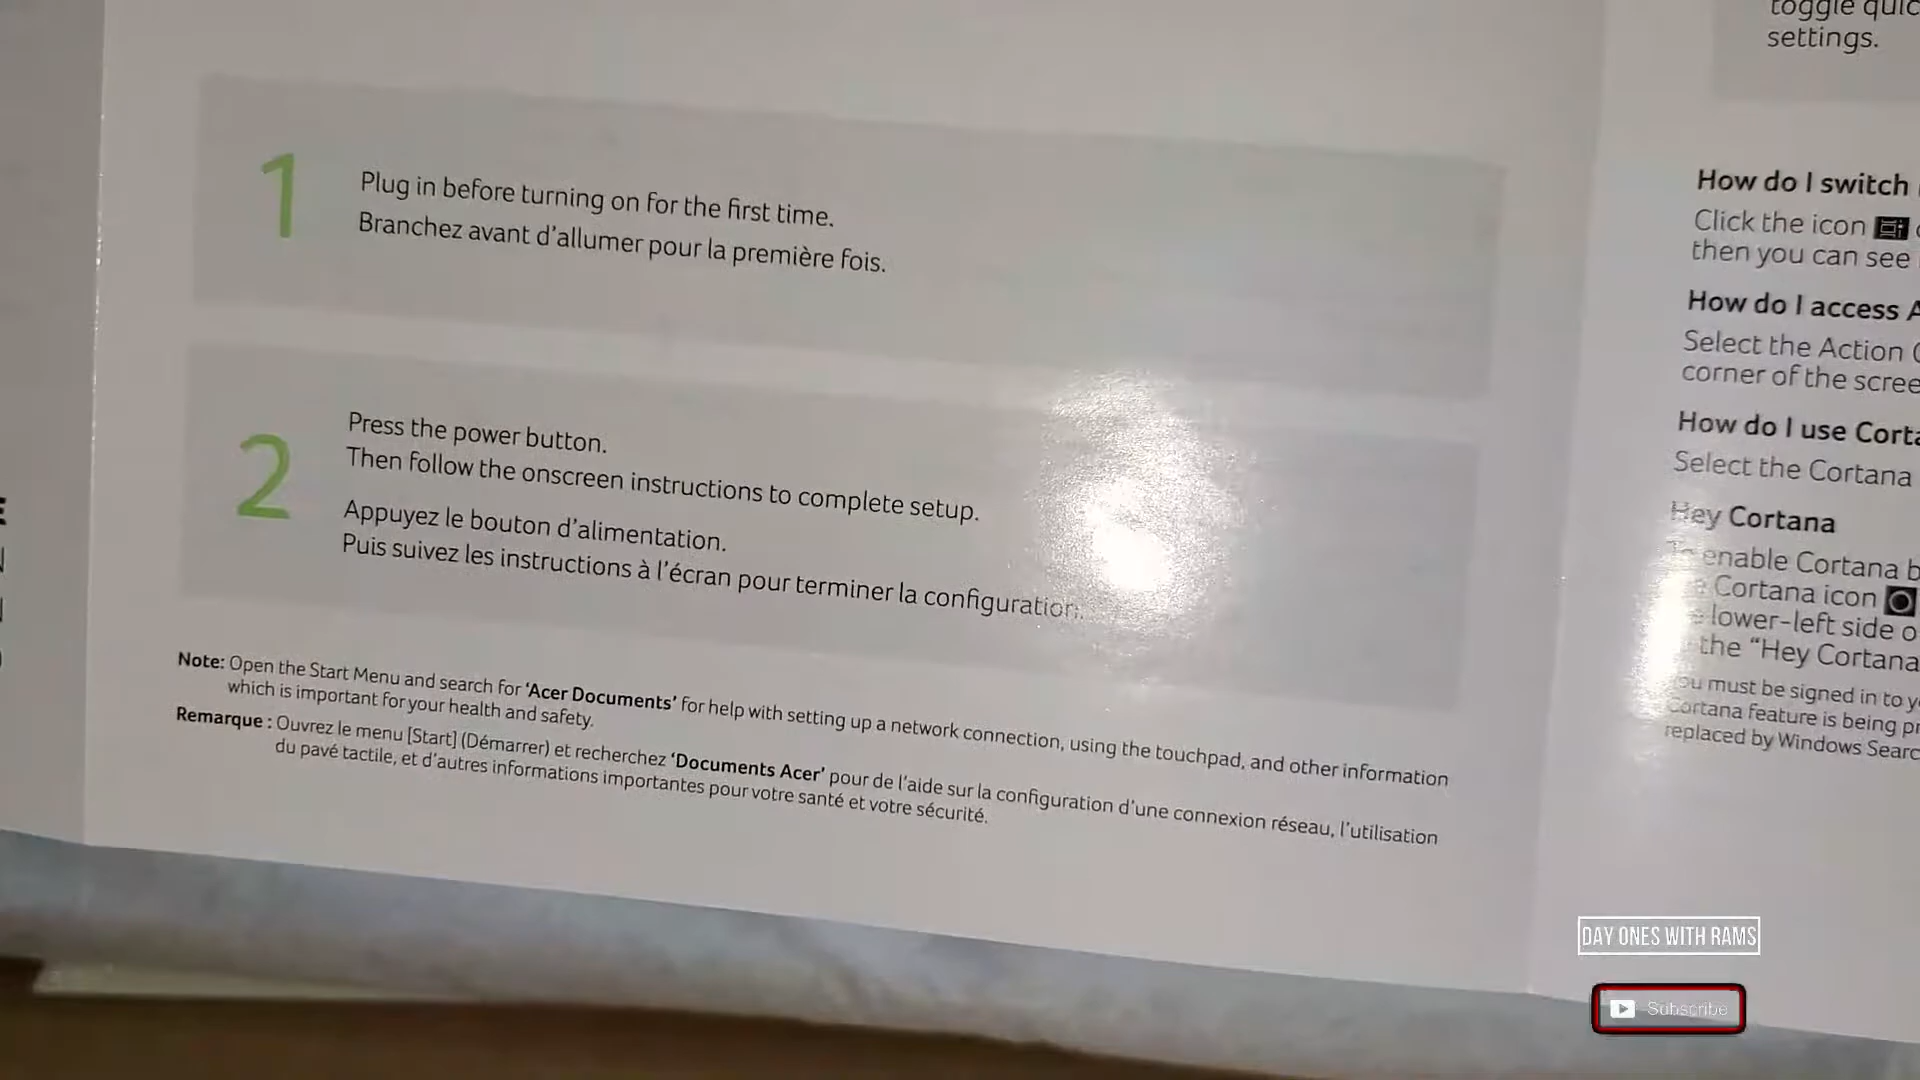 1
Plug in before turning on for the first time.
Branchez avant d'allumer pour la première fois.
2
Press the power button.
Then follow the onscreen instructions to complete setup.
Appuyez le bouton d'alimentation.
Puis suivez les instructions à l'écran pour terminer la configuration.
Note: Open the Start Menu and search for 'Acer Documents' for help with setting up a network connection, using the touchpad, and other information
which is important for your health and safety.
Remarque : Ouvrez le menu [Start] (Démarrer) et recherchez 'Documents Acer' pour de l'aide sur la configuration d'une connexion réseau, l'utilisation
du pavé tactile, et d'autres informations importantes pour votre santé et votre sécurité.
toggle
settings.
How do I switch
Click the icon
then you can see
How do I access
Select the Action
corner of the
How do I use
Select the Cortana
Hey Cortana
enable Cortana
Cortana icon
lower-left side
the "Hey Cortana
must be signed in to
Cortana feature is being
replaced by Windows
DAY ONES WITH RAMS
Subscribe